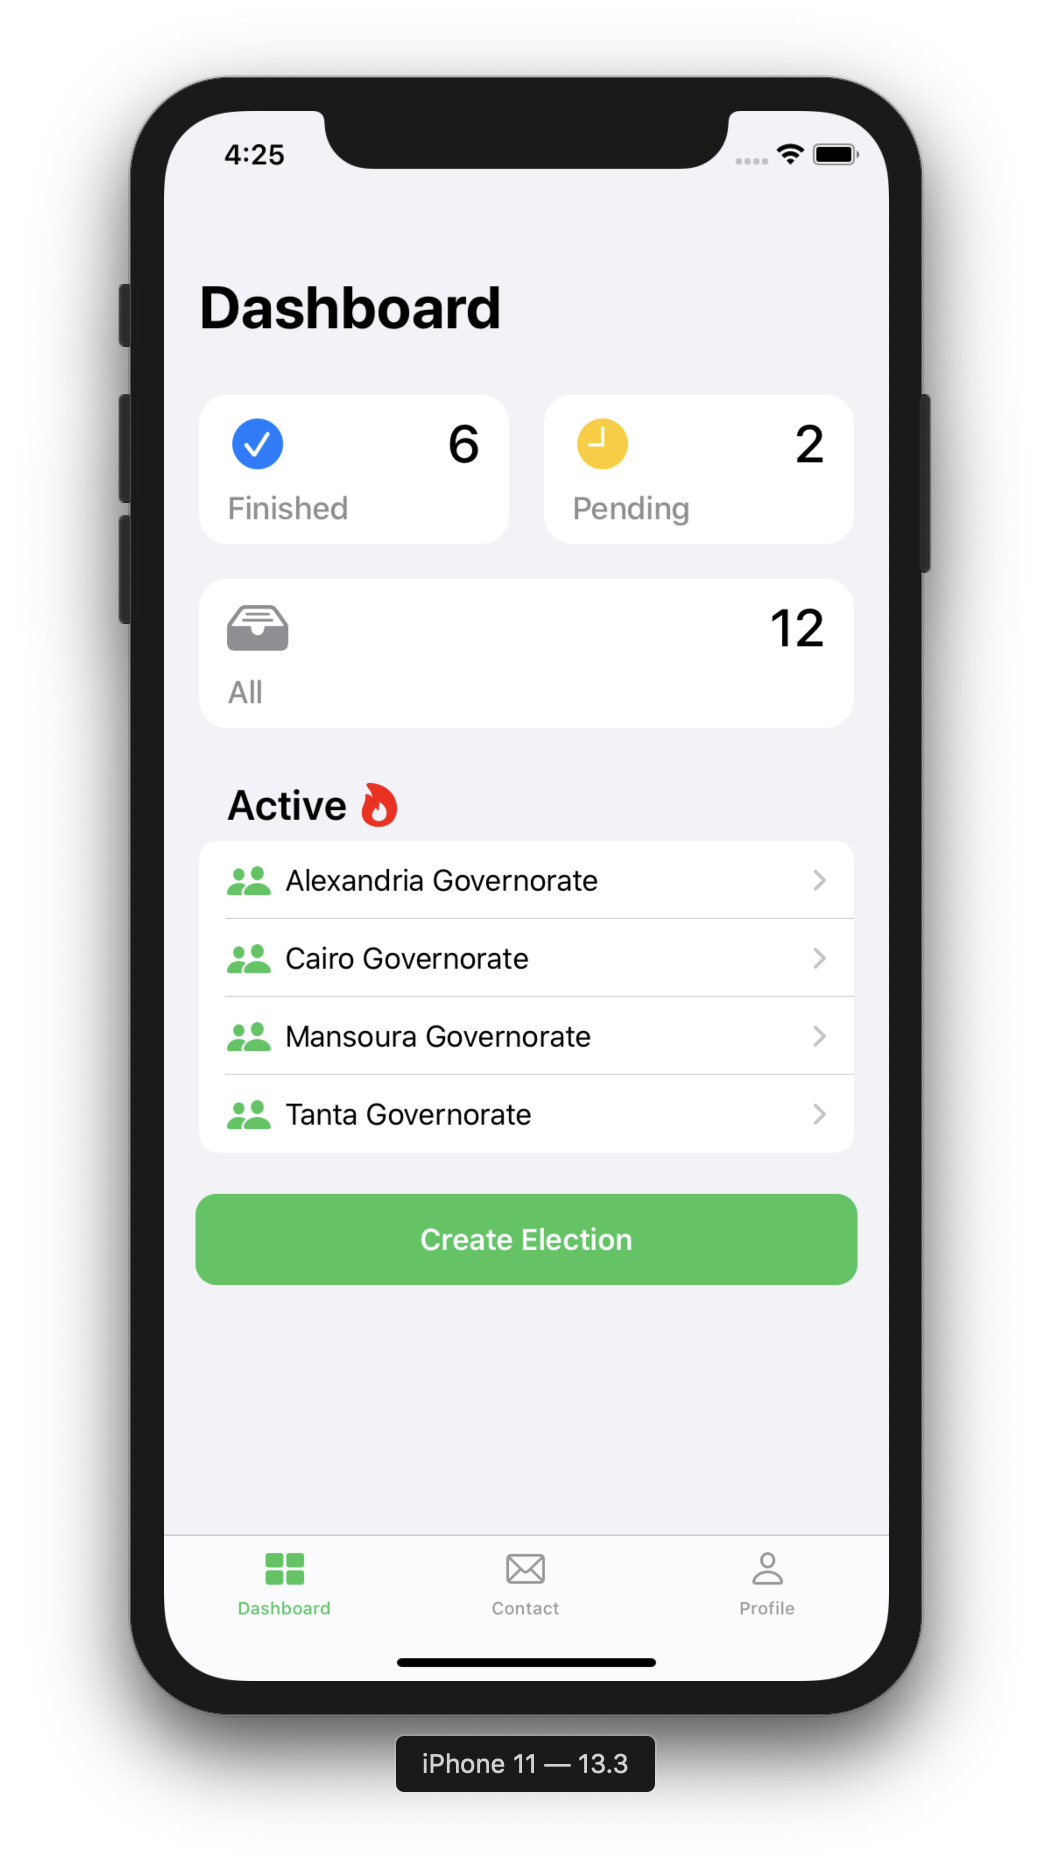 4:25
Dashboard
6
Finished
2
Pending
12
All
Active
Alexandria Governorate
Cairo Governorate
Mansoura Governorate
Tanta Governorate
Create Election
Dashboard
Contact
Profile
iPhone 11 — 13.3